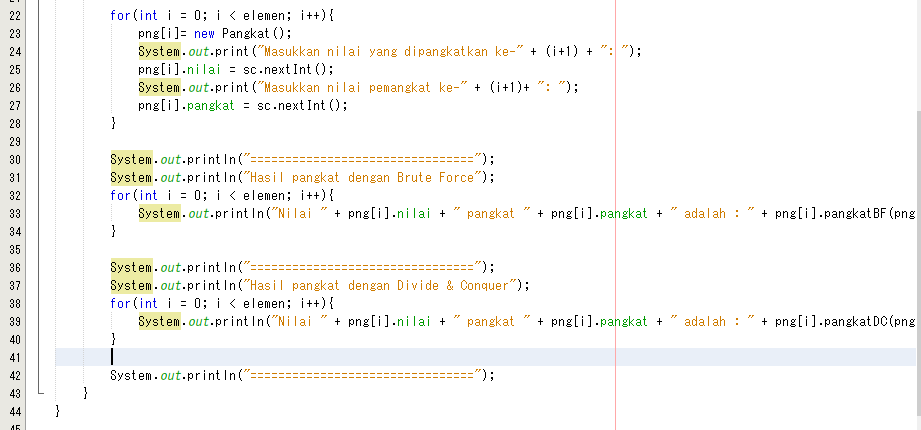 22 for(int i = 0; i < elemen; i++){
23 png[i]= new Pangkat();
24 System.out.print("Masukkan nilai yang dipangkatkan ke-" + (i+1) + ": ");
25 png[i].nilai = sc.nextInt();
26 System.out.print("Masukkan nilai pemangkat ke-" + (i+1)+ ": ");
27 png[i].pangkat = sc.nextInt();
28 }
29
30 System.out.println("================================");
31 System.out.println("Hasil pangkat dengan Brute Force");
32 for(int i = 0; i < elemen; i++){
33 System.out.println("Nilai " + png[i].nilai + " pangkat " + png[i].pangkat + " adalah : " + png[i].pangkatBF(png
34 }
35
36 System.out.println("================================");
37 System.out.println("Hasil pangkat dengan Divide & Conquer");
38 for(int i = 0; i < elemen; i++){
39 System.out.println("Nilai " + png[i].nilai + " pangkat " + png[i].pangkat + " adalah : " + png[i].pangkatDC(png
40 }
41
42 System.out.println("================================");
43 }
44 }